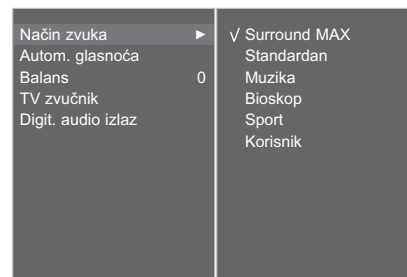 Način zvuka ►
Autom. glasnoća
Balans 0
TV zvučnik
Digit. audio izlaz
√ Surround MAX
Standardan
Muzika
Bioskop
Sport
Korisnik